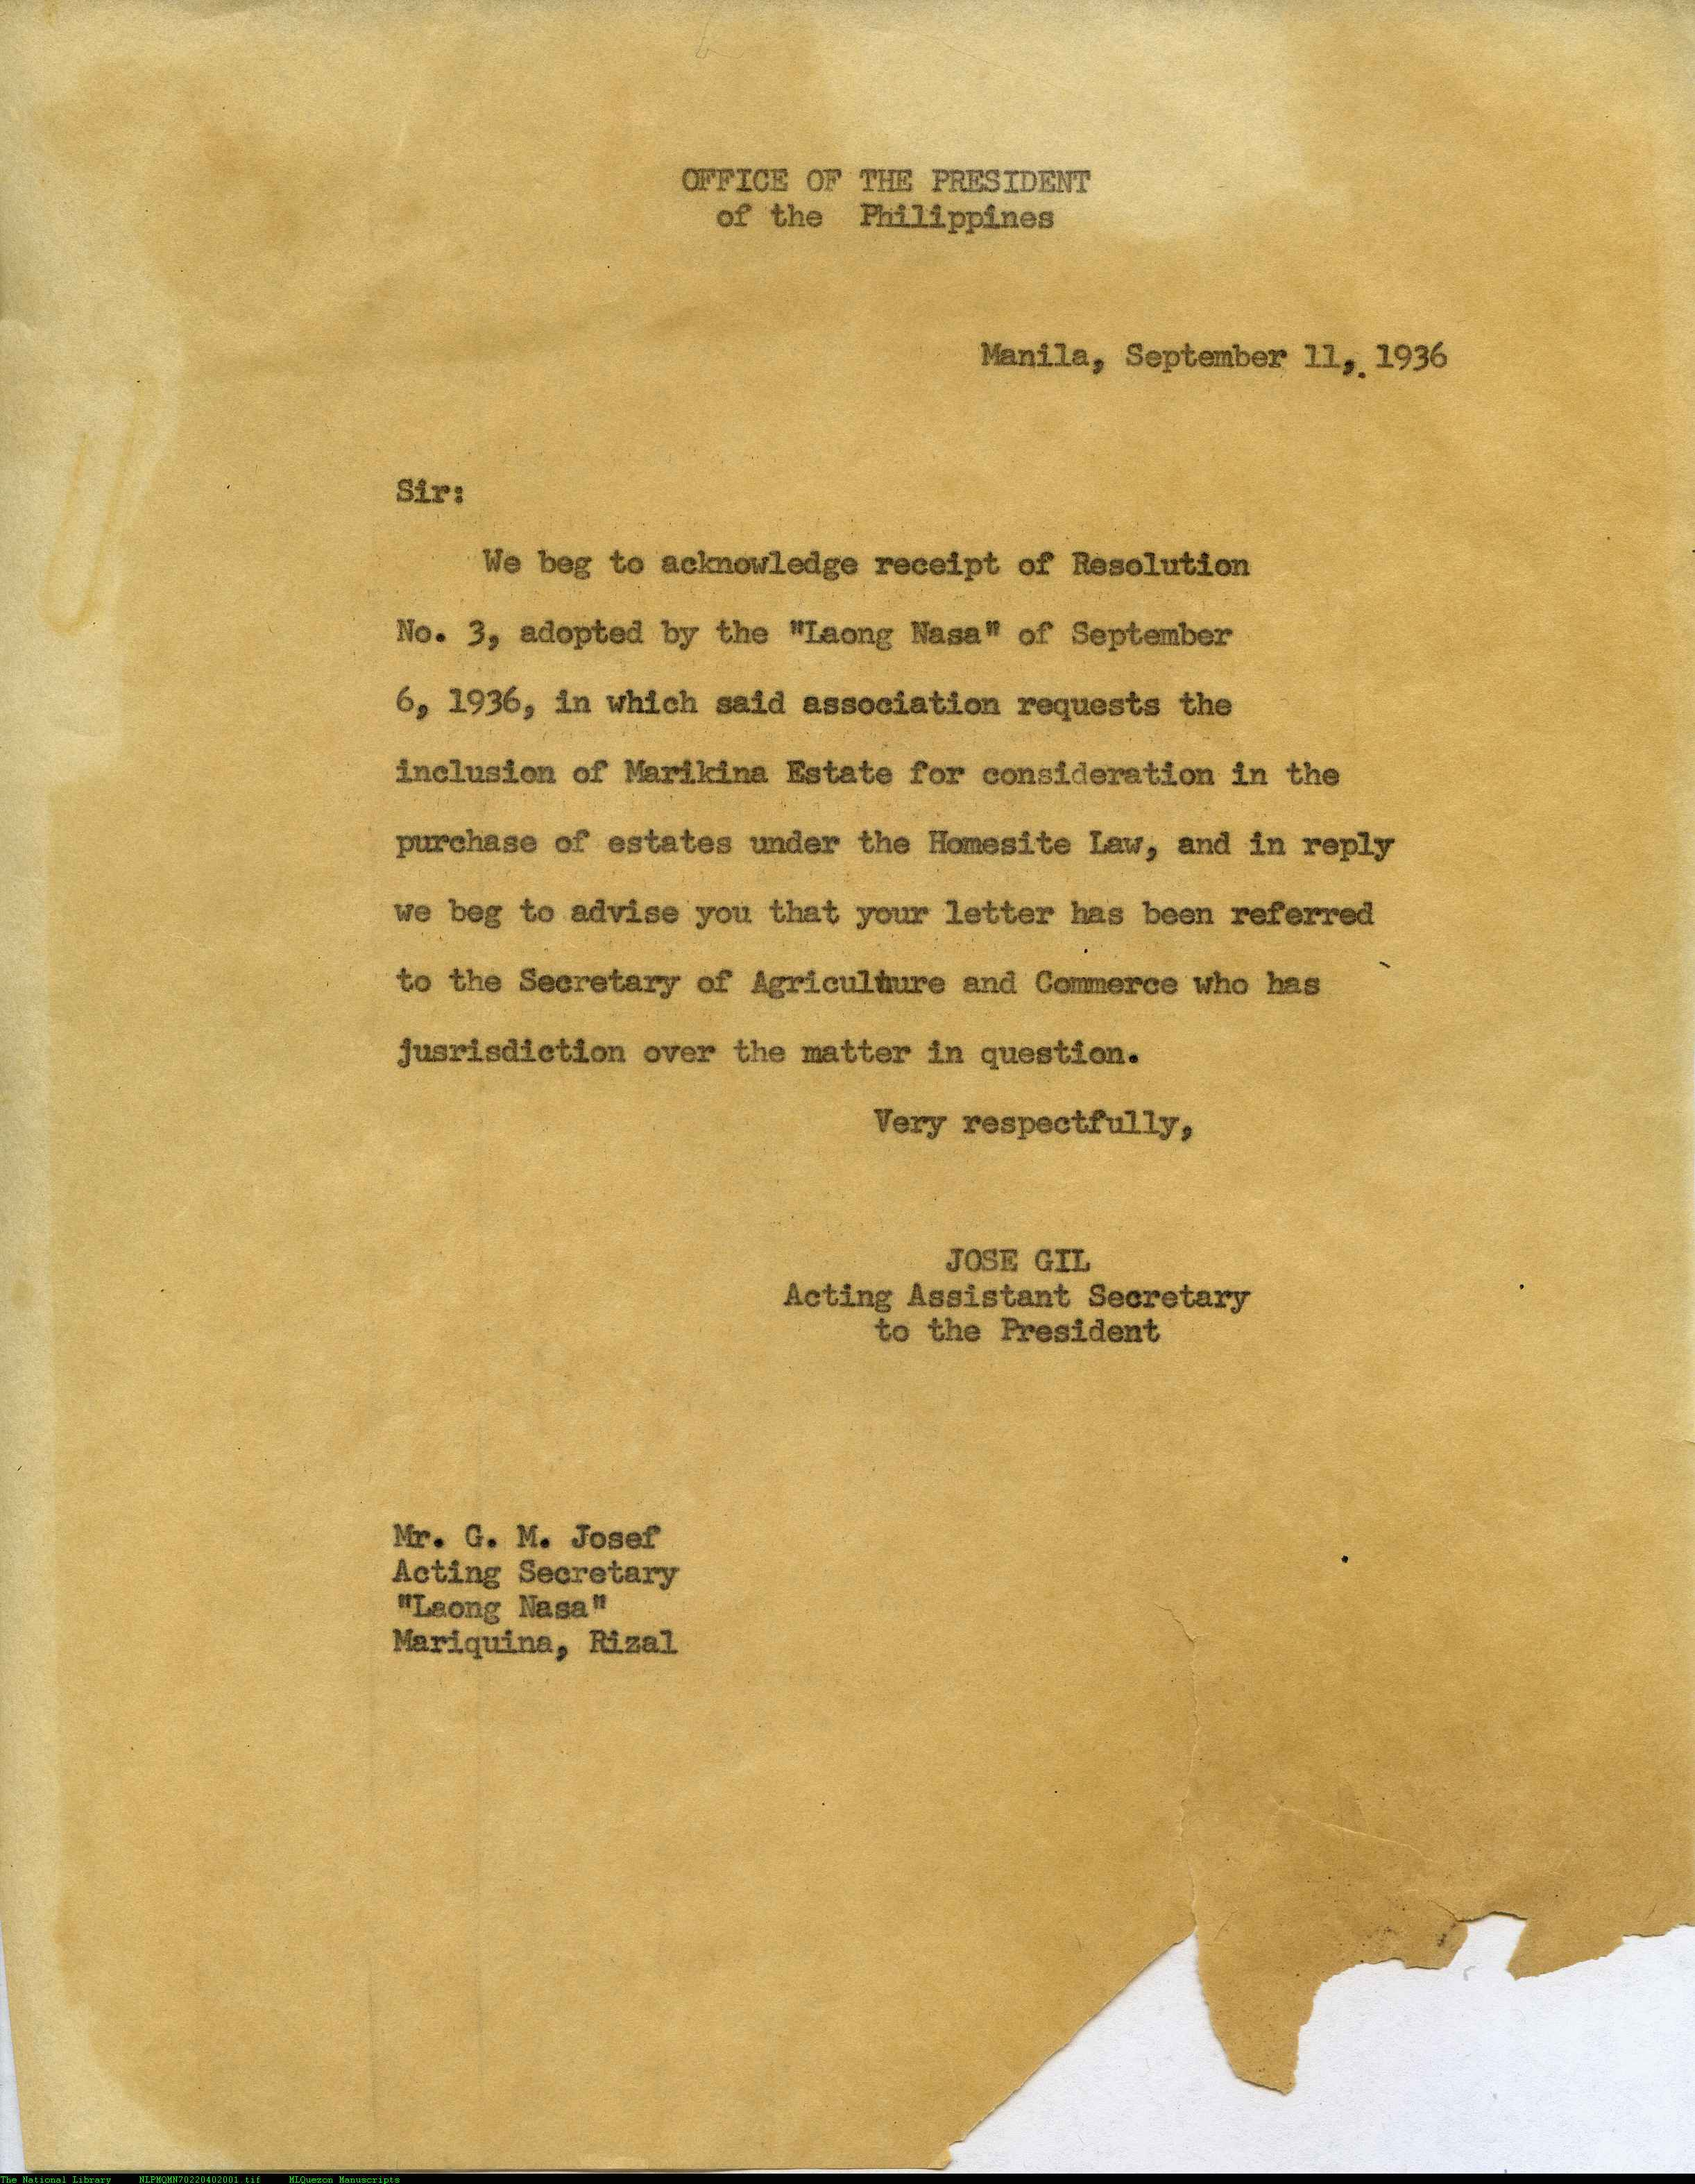 OFFICE OF THE PRESIDENT
of the Philippines
Manila, September 11, 1936
Sir:
We beg to acknowledge receipt of Resolution
No. 3, adopted by the "Laong Nasa" of September
6, 1936, in which said association requests the
inclusion of Marikina Estate for consideration in the
purchase of estates under the Homesite Law, and in reply
we beg to advise you that your letter has been referred
to the Secretary of Agriculture and Commerce who has
jusrisdiction over the matter in question.
Very respectfully,
JOSE GIL
Acting Assistant Secretary
to the President
Mr. G. M. Josef
Acting Secretary
"Laong Nasa"
Mariquina, Rizal
The National Library NLPMQMN70220402001.tif MLQuezon Manuscripts